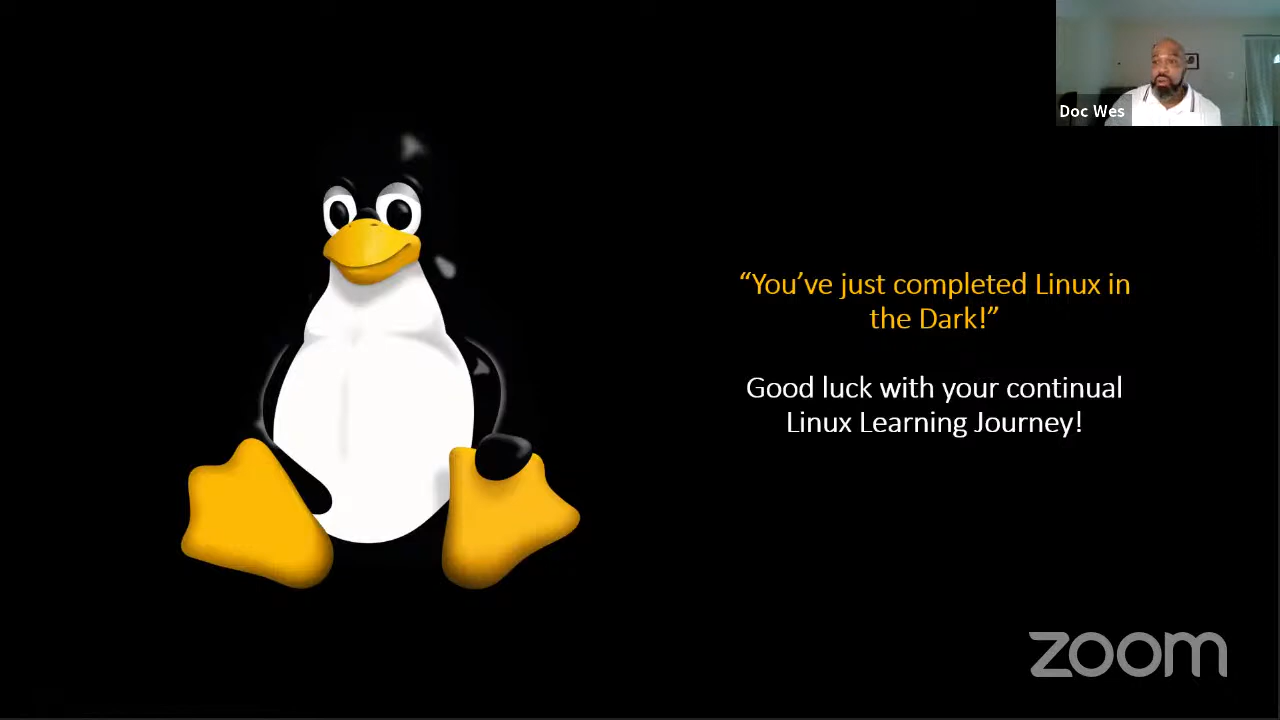 Doc Wes
“You’ve just completed Linux in
the Dark!”
Good luck with your continual
Linux Learning Journey!
zoom